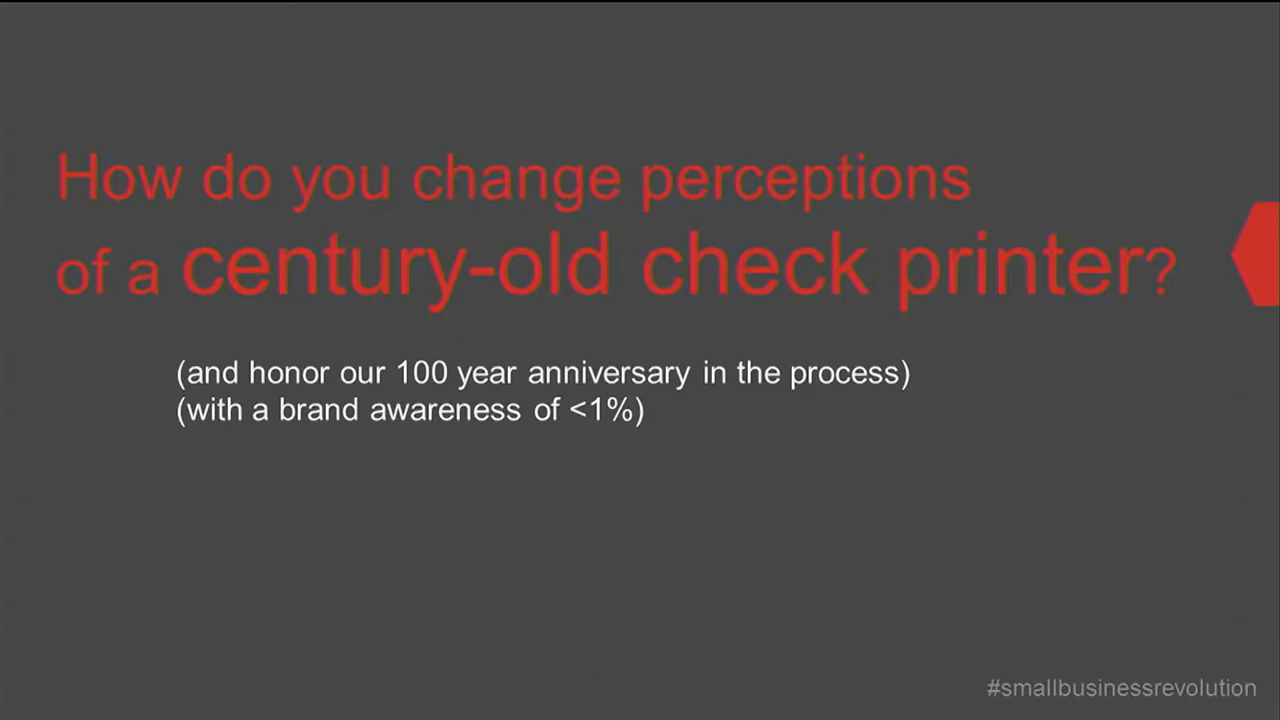 How do you change perceptions
of a century-old check printer?
(and honor our 100 year anniversary in the process)
(with a brand awareness of <1%)
#smallbusinessrevolution